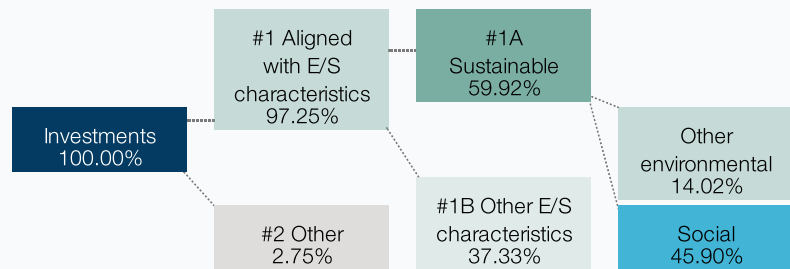 #1 Aligned
with E/S
characteristics
97.25%
#1A
Sustainable
59.92%
Investments
100.00%
Other
environmental
14.02%
#2 Other
2.75%
#1B Other E/S
characteristics
37.33%
Social
45.90%